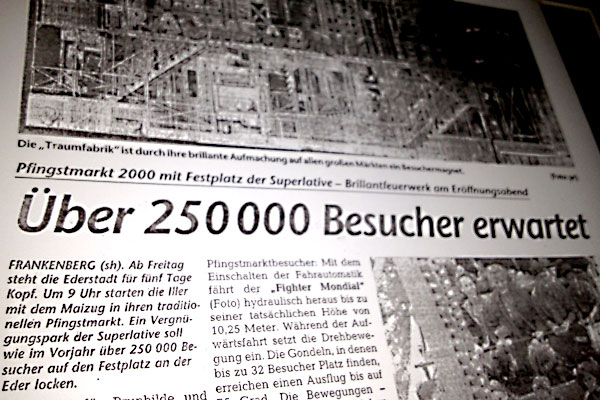 Die „Traumfabrik" ist durch ihre brillante Aufmachung auf allen großen Märkten ein Besuchermagnet.
Pfingstmarkt 2000 mit Festplatz der Superlative – Brillantfeuerwerk am Eröffnungsabend
Über 250 000 Besucher erwartet
FRANKENBERG (sh). Ab Freitag
steht die Ederstadt für fünf Tage
Kopf. Um 9 Uhr starten die Iller
mit dem Maizug in ihren traditio-
nellen Pfingstmarkt. Ein Vergnü-
gungspark der Superlative soll
wie im Vorjahr über 250 000 Be-
sucher auf den Festplatz an der
Eder locken.
Pfingstmarktbesucher: Mit dem
Einschalten der Fahrautomatik
fährt der „Fighter Mondial"
(Foto) hydraulisch heraus bis zu
seiner tatsächlichen Höhe von
10,25 Meter. Während der Auf-
wärtsfahrt setzt die Drehbewe-
gung ein. Die Gondeln, in denen
bis zu 32 Besucher Platz finden,
erreichen einen Ausflug bis auf
Grad. Die Bewegungen –